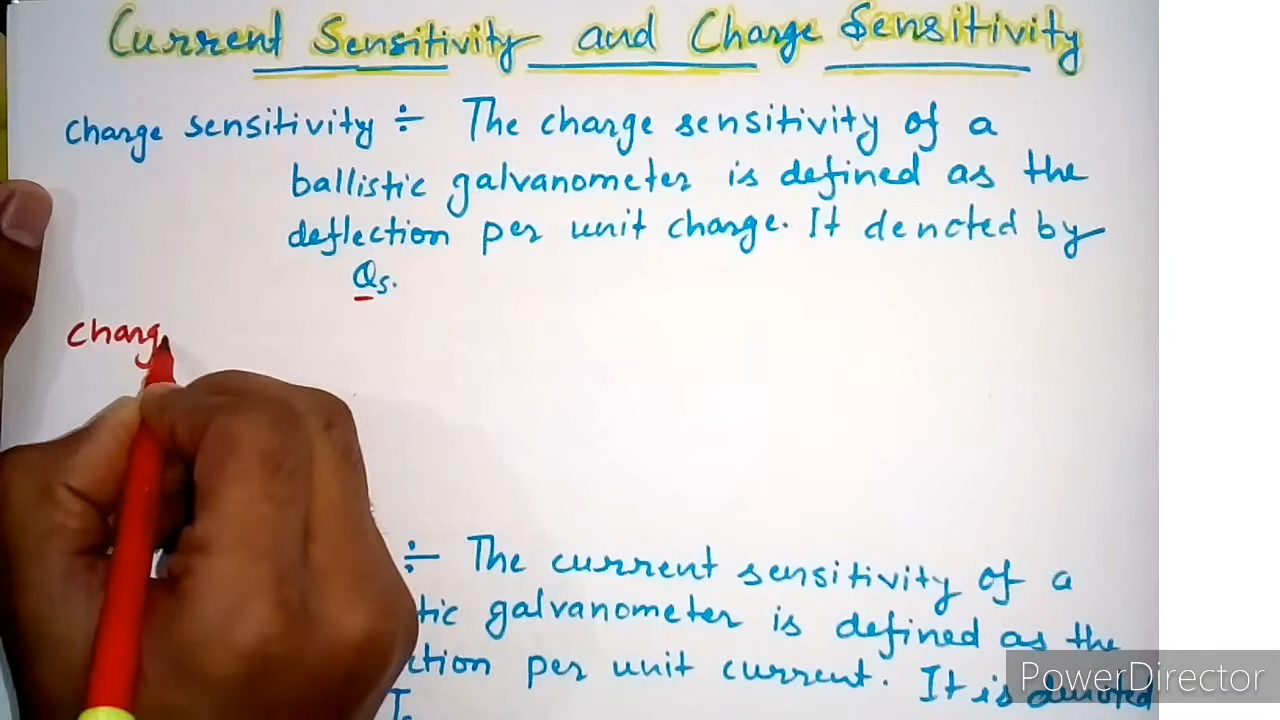 Current Sensitivity and Charge Sensitivity
Charge sensitivity ÷ The charge sensitivity of a
ballistic galvanometer is defined as the
deflection per unit charge. It denoted by
Qs.
Charg
÷ The current sensitivity of a
tic galvanometer is defined as the
ction per unit current. It is denoted
I
PowerDirector